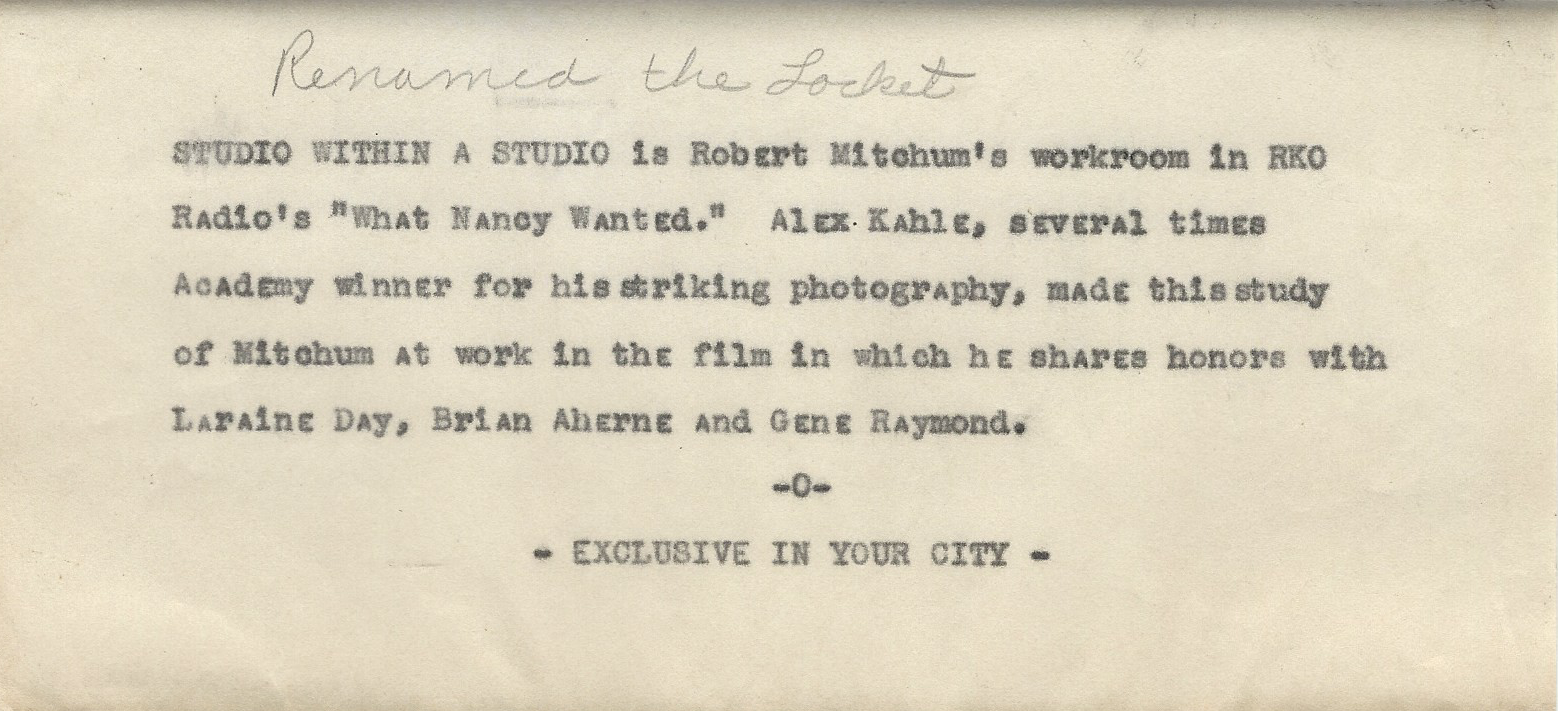 Renamed the Locket
STUDIO WITHIN A STUDIO is Robert Mitchum's workroom in RKO
Radio's "What Nancy Wanted." Alex Kahle, several times
Academy winner for his striking photography, made this study
of Mitchum at work in the film in which he shares honors with
Laraine Day, Brian Aherne and Gene Raymond.
-0-
- EXCLUSIVE IN YOUR CITY -